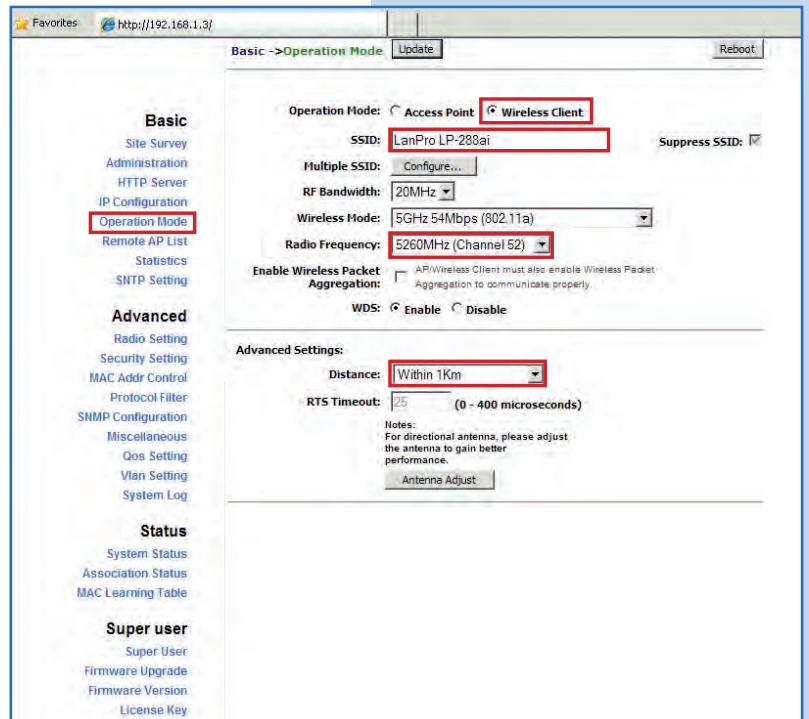 Favorites http://192.168.1.3/
Basic ->Operation Mode Update Reboot
Basic
Site Survey
Administration
HTTP Server
IP Configuration
Operation Mode
Remote AP List
Statistics
SNTP Setting
Advanced
Radio Setting
Security Setting
MAC Addr Control
Protocol Filter
SNMP Configuration
Miscellaneous
Qos Setting
Vlan Setting
System Log
Status
System Status
Association Status
MAC Learning Table
Super user
Super User
Firmware Upgrade
Firmware Version
License Key
Operation Mode: Access Point Wireless Client
SSID: LanPro LP-288ai Suppress SSID:
Multiple SSID: Configure...
RF Bandwidth: 20MHz
Wireless Mode: 5GHz 54Mbps (802.11a)
Radio Frequency: 5260MHz (Channel 52)
Enable Wireless Packet Aggregation: AP/Wireless Client must also enable Wireless Packet
Aggregation to communicate properly.
WDS: Enable Disable
Advanced Settings:
Distance: Within 1Km
RTS Timeout: 25 (0 - 400 microseconds)
Notes:
For directional antenna, please adjust
the antenna to gain better
performance.
Antenna Adjust